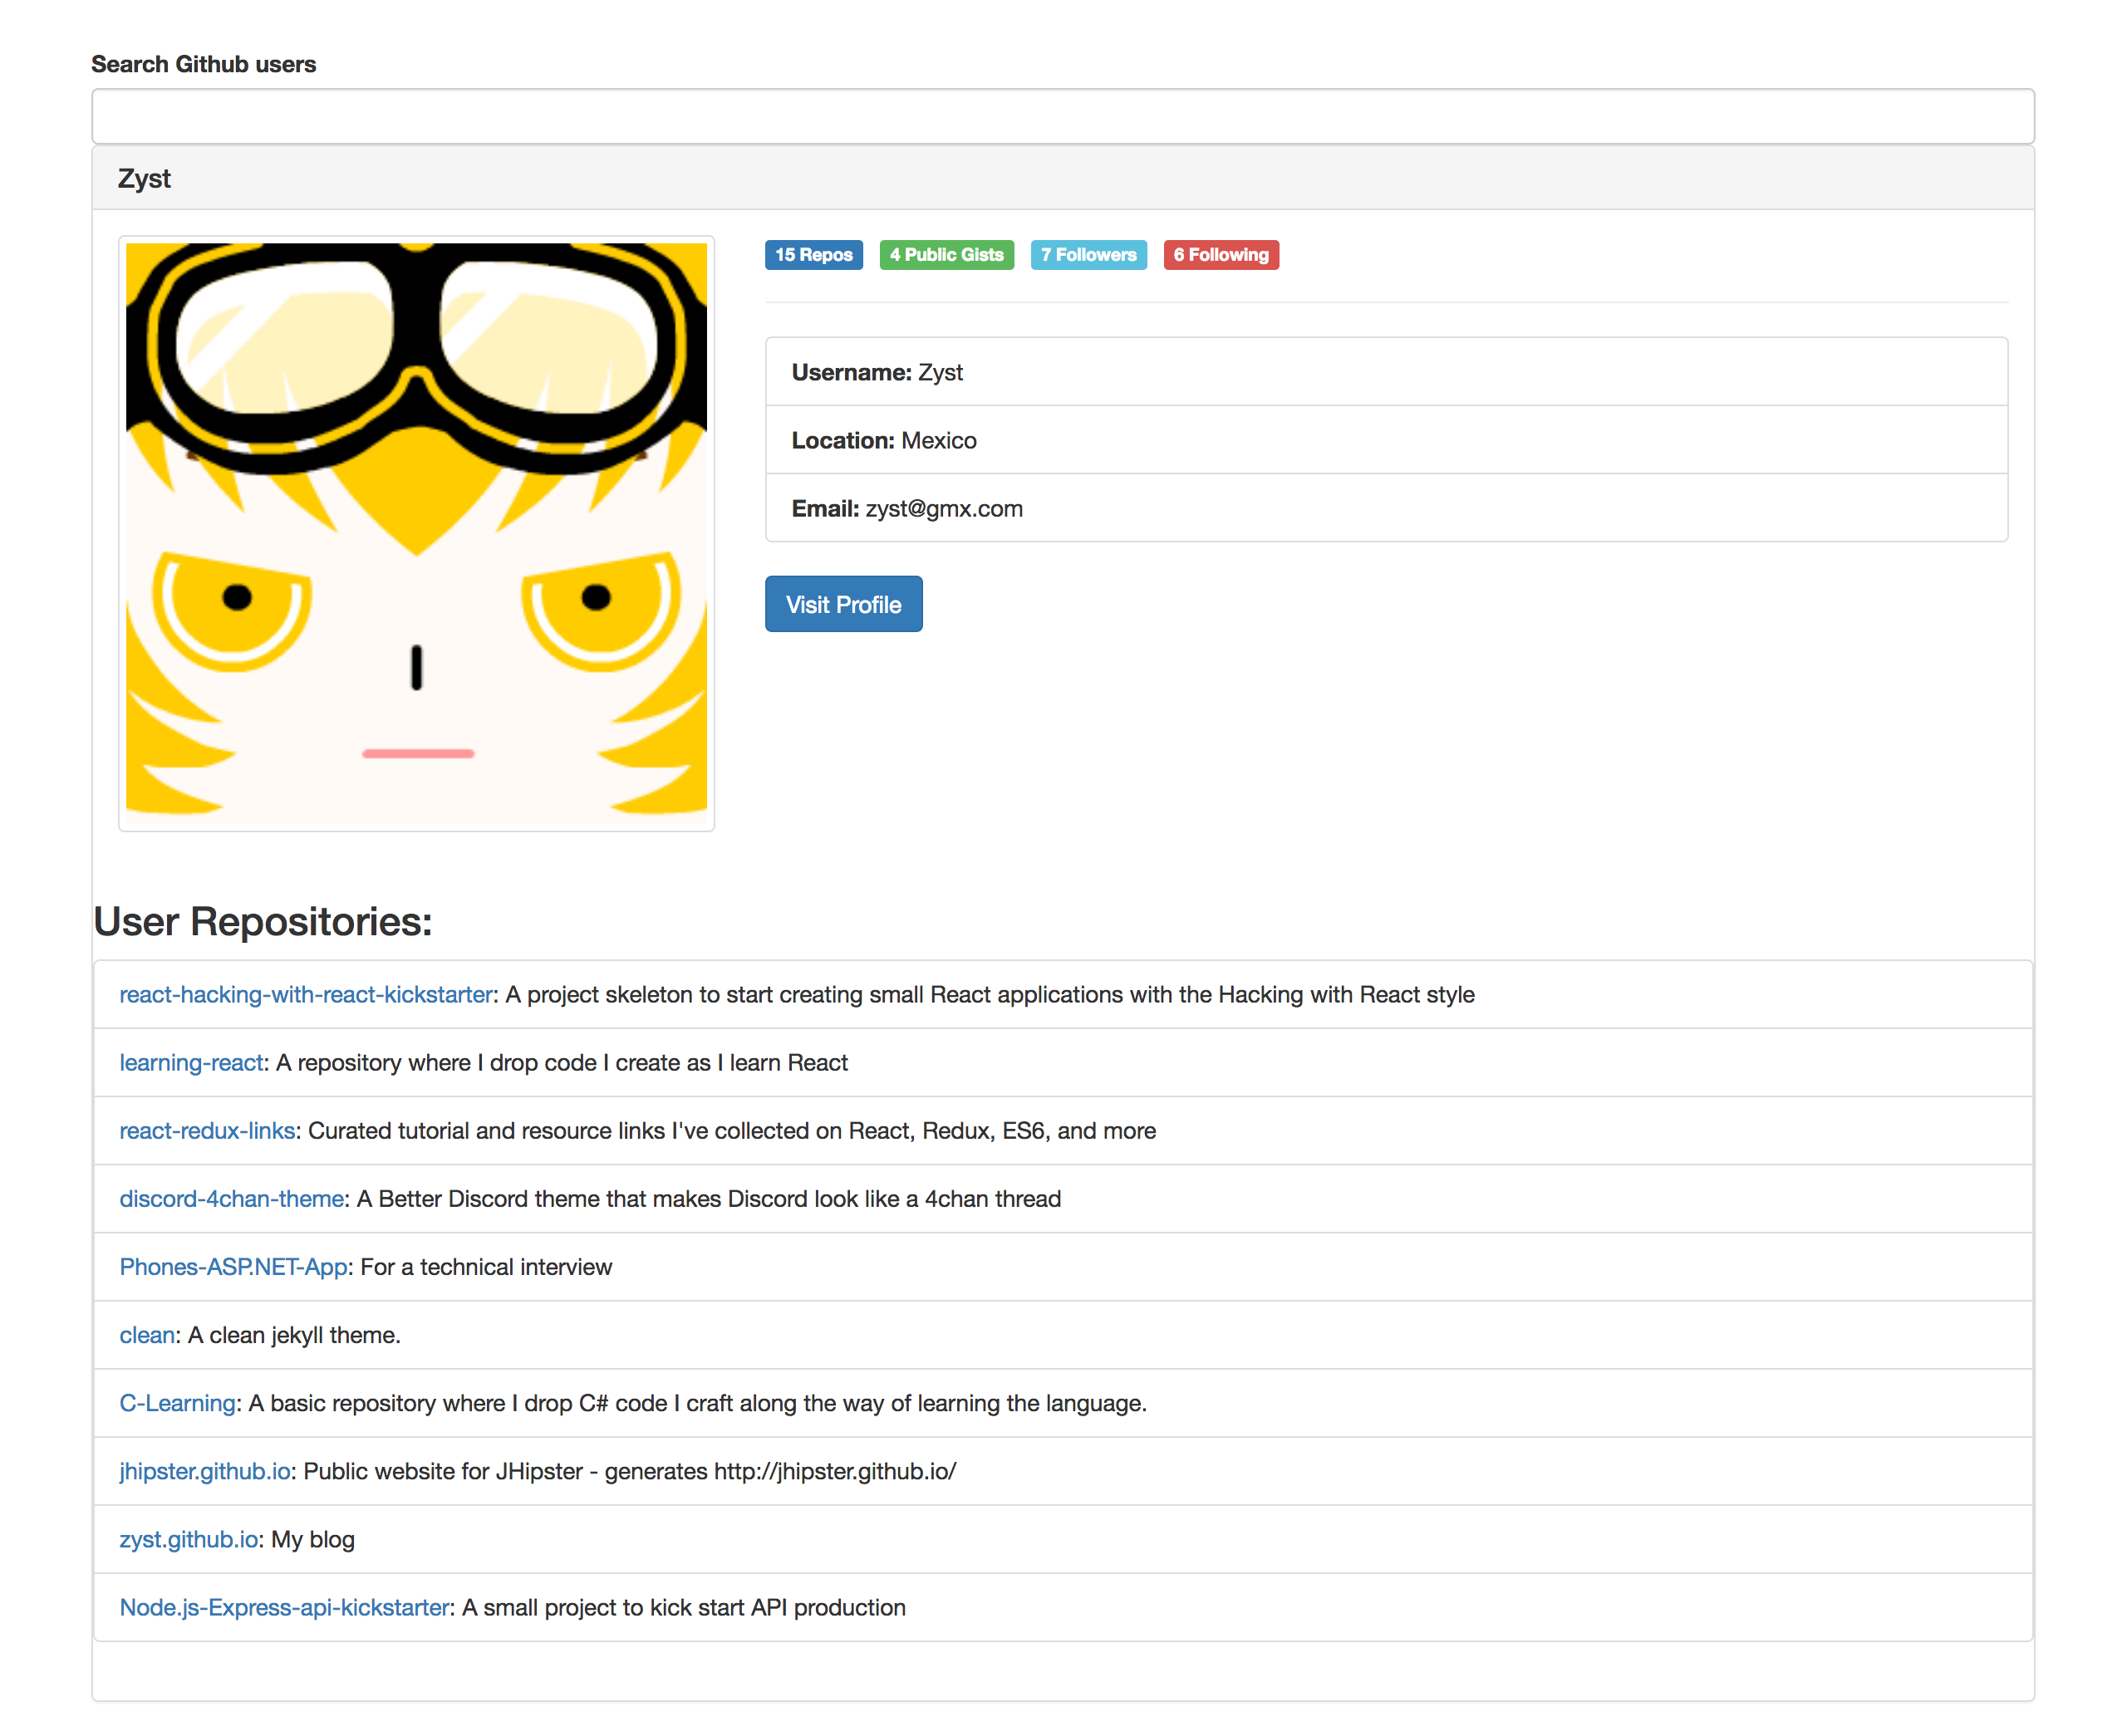 Search Github users
Zyst
15 Repos 4 Public Gists 7 Followers 6 Following
Username: Zyst
Location: Mexico
Email: zyst@gmx.com
Visit Profile
User Repositories:
react-hacking-with-react-kickstarter: A project skeleton to start creating small React applications with the Hacking with React style
learning-react: A repository where I drop code I create as I learn React
react-redux-links: Curated tutorial and resource links I've collected on React, Redux, ES6, and more
discord-4chan-theme: A Better Discord theme that makes Discord look like a 4chan thread
Phones-ASP.NET-App: For a technical interview
clean: A clean jekyll theme.
C-Learning: A basic repository where I drop C# code I craft along the way of learning the language.
jhipster.github.io: Public website for JHipster - generates http://jhipster.github.io/
zyst.github.io: My blog
Node.js-Express-api-kickstarter: A small project to kick start API production